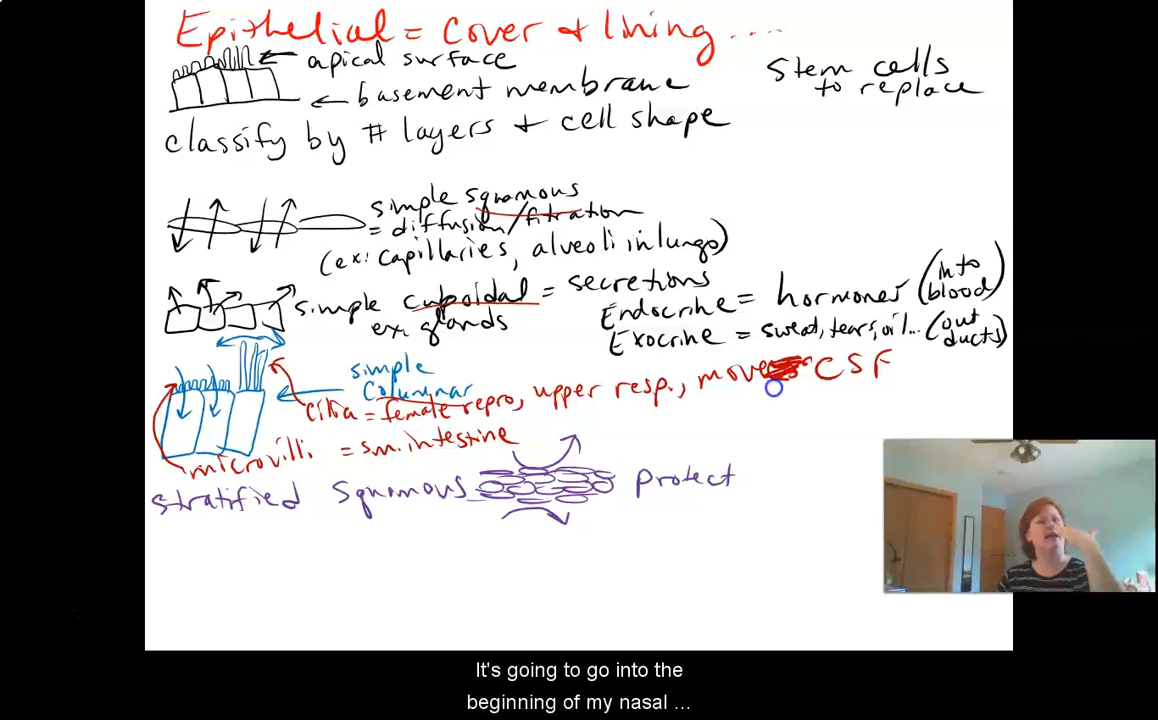 Epithelial = Cover & lining ....
← apical surface
← basement membrane
Stem cells
to replace
classify by # layers + cell shape
simple squamous
= diffusion/fitration
(ex: capillaries, alveoli in lungs)
simple cuboidal = secretions
ex: glands
Endocrine = hormones (into blood)
Exocrine = sweat, tears, oil... (out ducts)
simple
Columnar
cilia = female repro, upper resp., move CSF
microvilli = sm. intestine
stratified squamous protect
It's going to go into the
beginning of my nasal ...